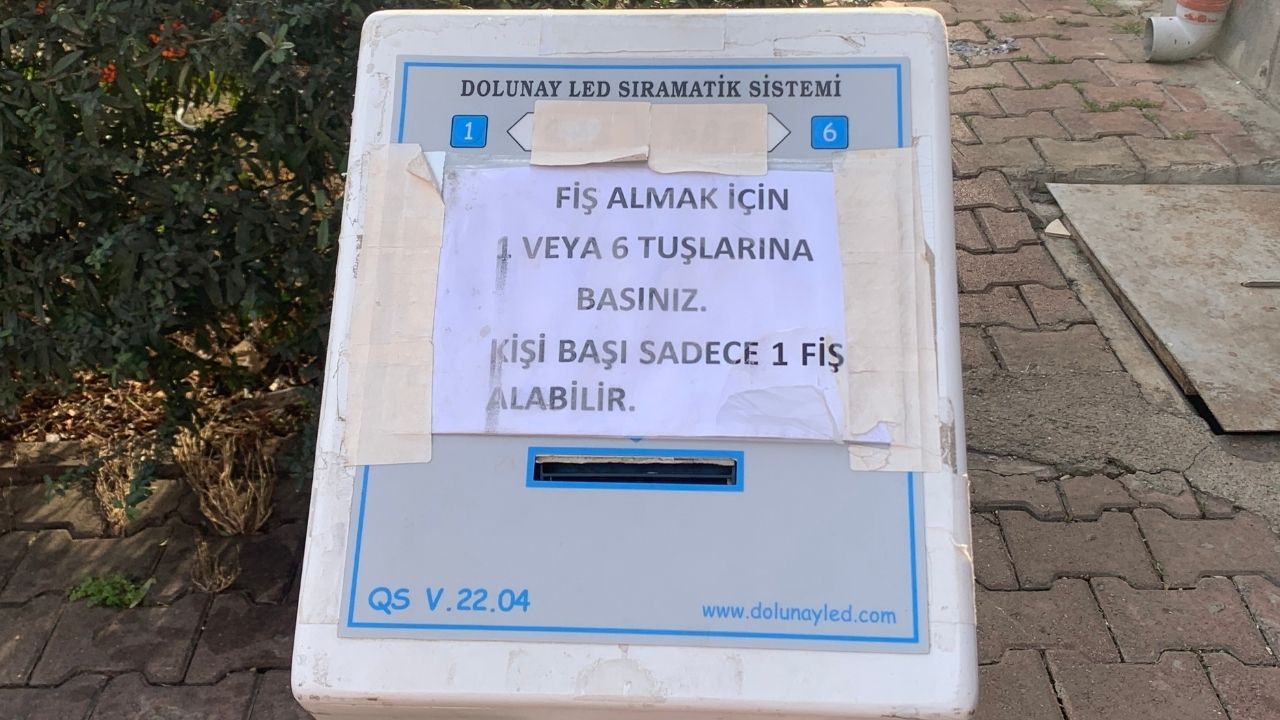 DOLUNAY LED SIRAMATİK SİSTEMİ
1 6
FİŞ ALMAK İÇİN
1 VEYA 6 TUŞLARINA
BASINIZ.
KİŞİ BAŞI SADECE 1 FİŞ
ALABİLİR.
QS V.22.04
www.dolunayled.com